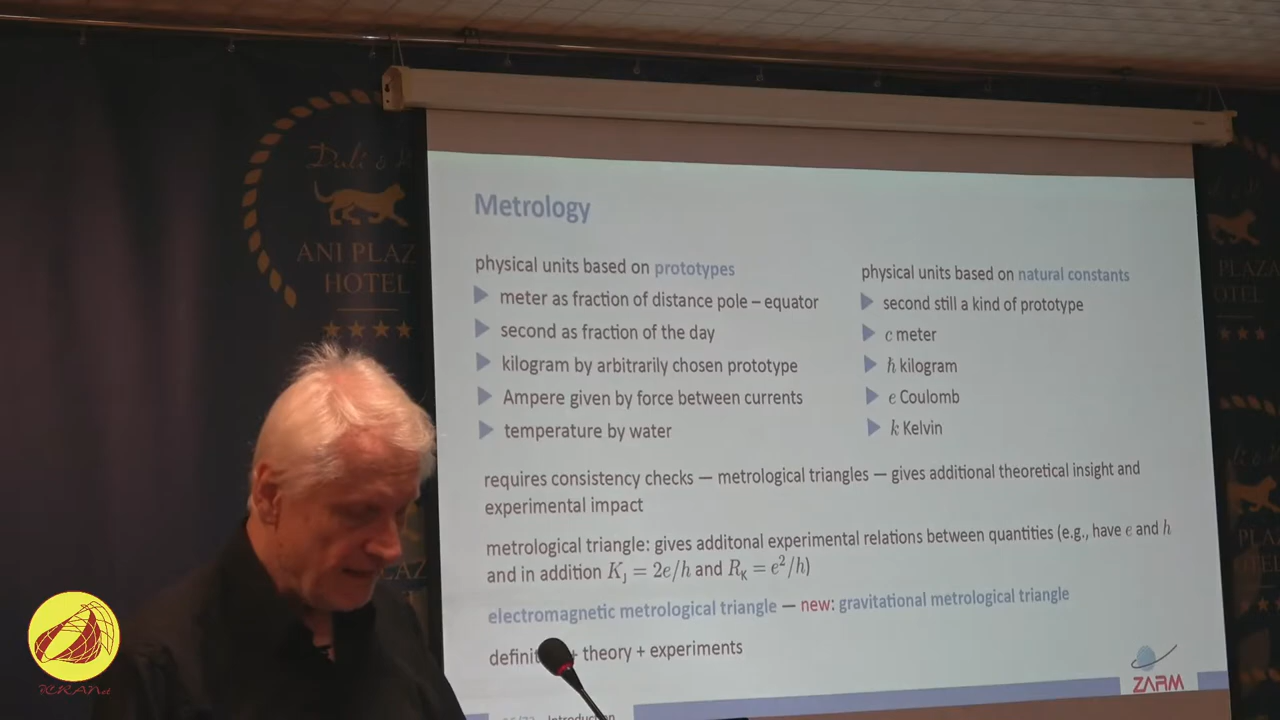 ANI PLAZ
HOTEL
Metrology
physical units based on prototypes
meter as fraction of distance pole – equator
second as fraction of the day
kilogram by arbitrarily chosen prototype
Ampere given by force between currents
temperature by water
physical units based on natural constants
second still a kind of prototype
c meter
ħ kilogram
e Coulomb
k Kelvin
requires consistency checks — metrological triangles — gives additional theoretical insight and
experimental impact
metrological triangle: gives additonal experimental relations between quantities (e.g., have e and h
and in addition K_J = 2e/h and R_K = e²/h)
electromagnetic metrological triangle — new: gravitational metrological triangle
theory + experiments
ZARM
Introduction
PLAZA
ICRANet